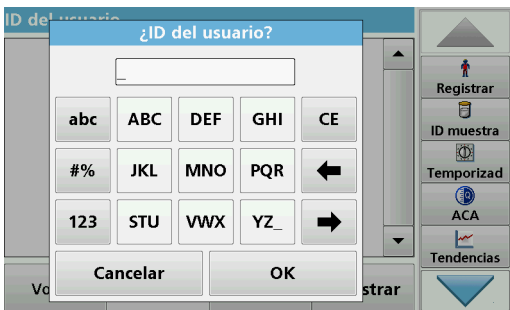 ID del usuario
¿ID del usuario?
_
abc ABC DEF GHI CE
#% JKL MNO PQR
123 STU VWX YZ_
Cancelar OK
Registrar
ID muestra
Temporizad
ACA
Tendencias